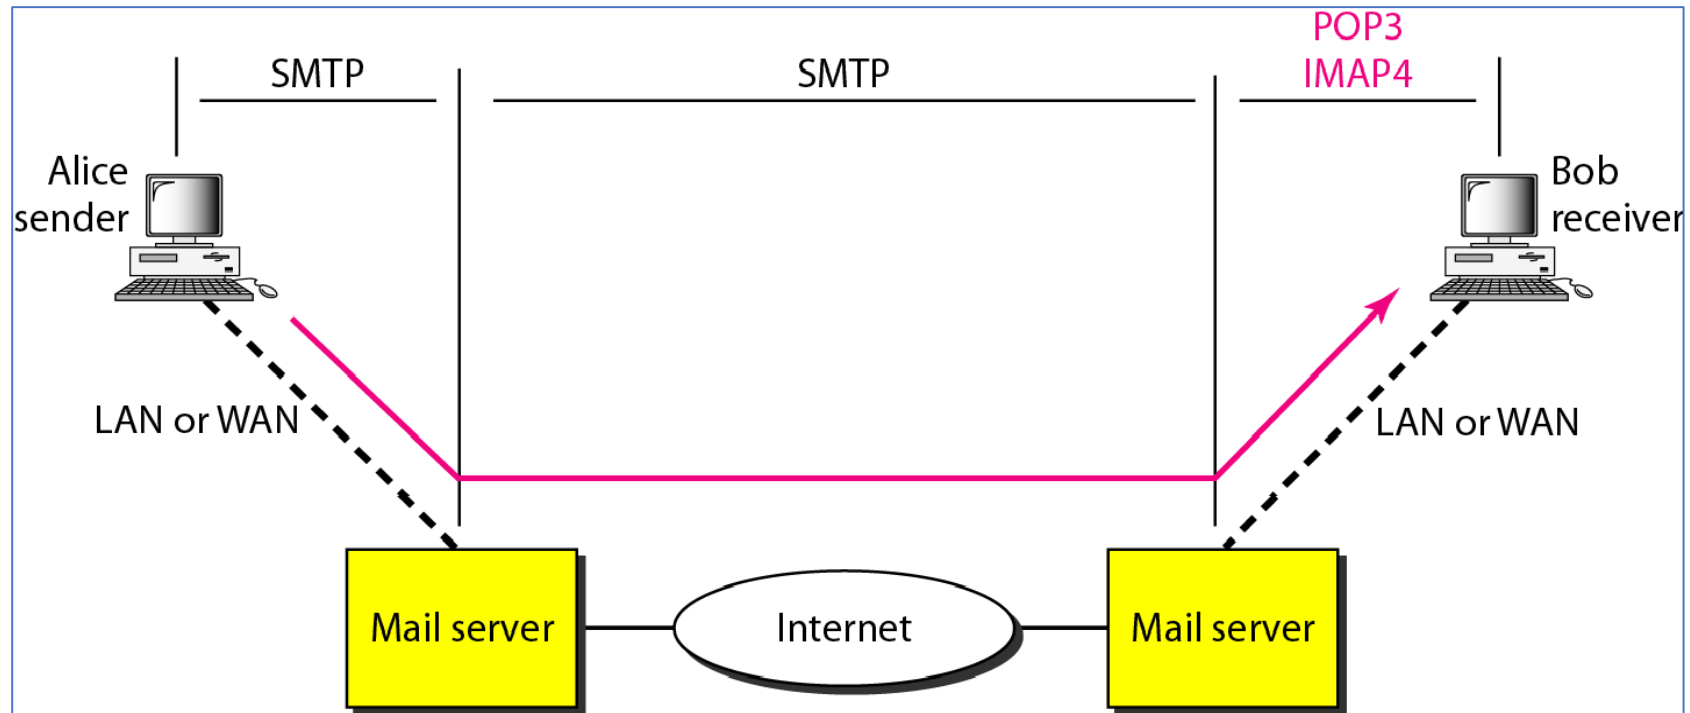 POP3
SMTP
SMTP
IMAP4
Alice
sender
Bob
receiver
LAN or WAN
LAN or WAN
Mail server
Internet
Mail server